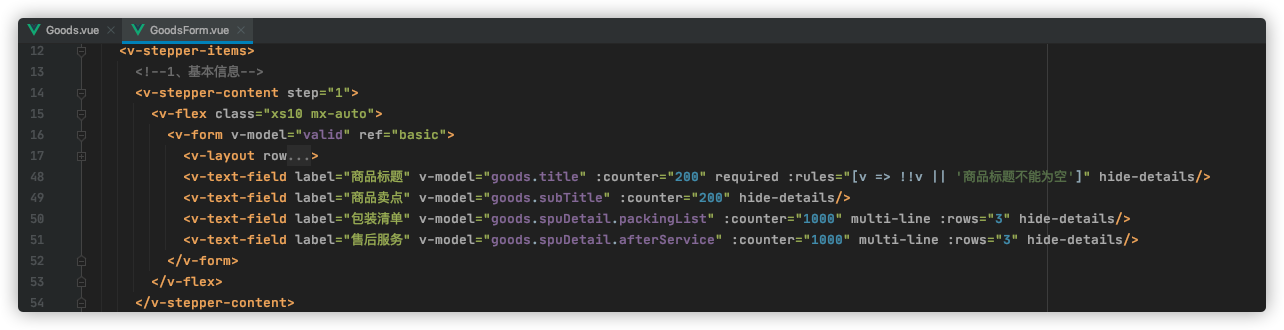 Goods.vue GoodsForm.vue
12 <v-stepper-items>
13 <!--1、基本信息-->
14 <v-stepper-content step="1">
15 <v-flex class="xs10 mx-auto">
16 <v-form v-model="valid" ref="basic">
17 <v-layout row...>
48 <v-text-field label="商品标题" v-model="goods.title" :counter="200" required :rules="[v => !!v || '商品标题不能为空']" hide-details/>
49 <v-text-field label="商品卖点" v-model="goods.subTitle" :counter="200" hide-details/>
50 <v-text-field label="包装清单" v-model="goods.spuDetail.packingList" :counter="1000" multi-line :rows="3" hide-details/>
51 <v-text-field label="售后服务" v-model="goods.spuDetail.afterService" :counter="1000" multi-line :rows="3" hide-details/>
52 </v-form>
53 </v-flex>
54 </v-stepper-content>